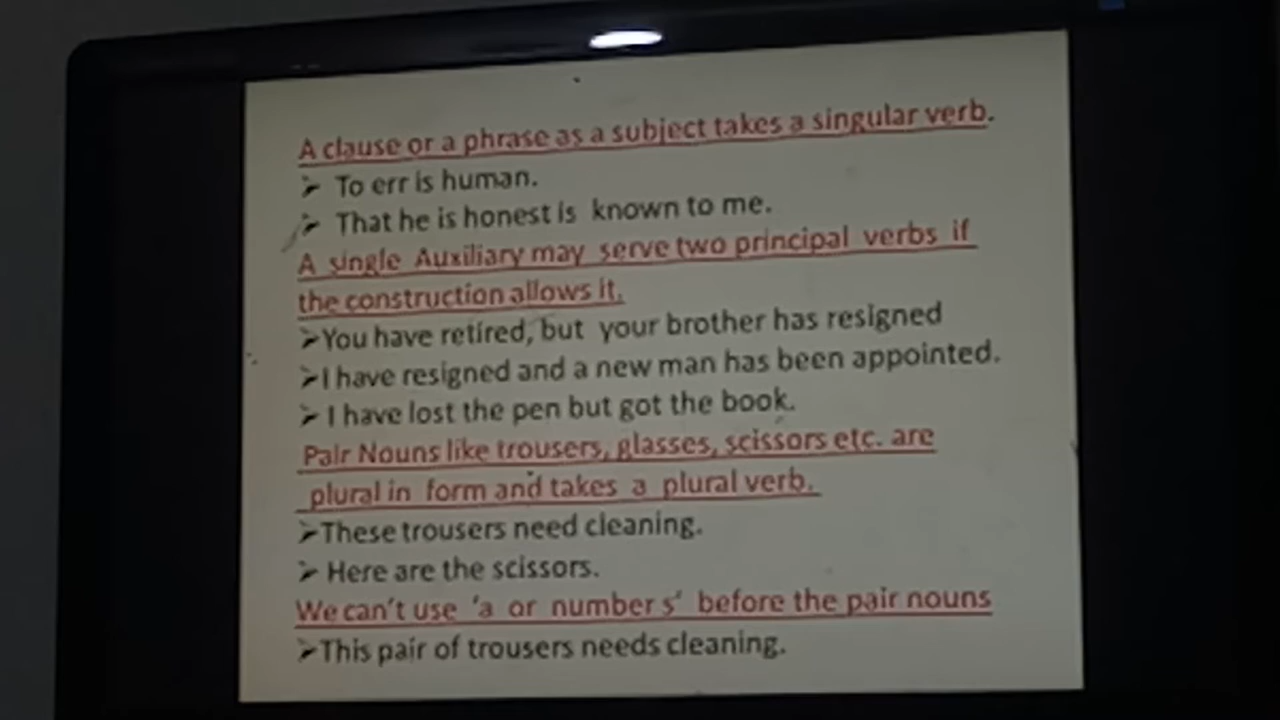 A clause or a phrase as a subject takes a singular verb.
➢ To err is human.
➢ That he is honest is known to me.
A single Auxiliary may serve two principal verbs if
the construction allows it.
➢You have retired, but your brother has resigned
➢I have resigned and a new man has been appointed.
➢ I have lost the pen but got the book.
Pair Nouns like trousers, glasses, scissors etc. are
plural in form and takes a plural verb.
➢These trousers need cleaning.
➢ Here are the scissors.
We can't use 'a or number s' before the pair nouns
➢This pair of trousers needs cleaning.